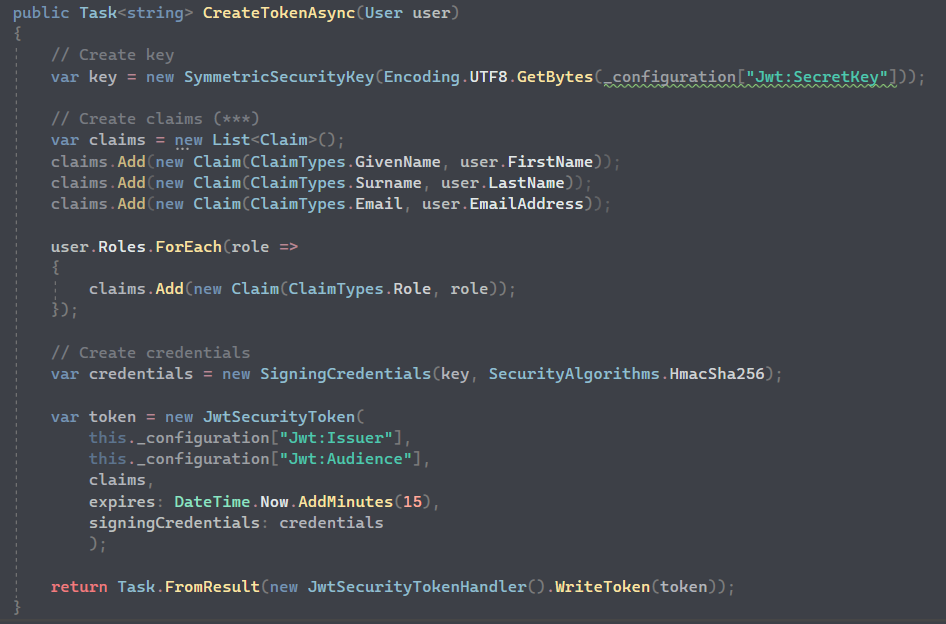 public Task<string> CreateTokenAsync(User user)
{
    // Create key
    var key = new SymmetricSecurityKey(Encoding.UTF8.GetBytes(_configuration["Jwt:SecretKey"]));

    // Create claims (***)
    var claims = new List<Claim>();
    claims.Add(new Claim(ClaimTypes.GivenName, user.FirstName));
    claims.Add(new Claim(ClaimTypes.Surname, user.LastName));
    claims.Add(new Claim(ClaimTypes.Email, user.EmailAddress));

    user.Roles.ForEach(role =>
    {
        claims.Add(new Claim(ClaimTypes.Role, role));
    });

    // Create credentials
    var credentials = new SigningCredentials(key, SecurityAlgorithms.HmacSha256);

    var token = new JwtSecurityToken(
        this._configuration["Jwt:Issuer"],
        this._configuration["Jwt:Audience"],
        claims,
        expires: DateTime.Now.AddMinutes(15),
        signingCredentials: credentials
        );

    return Task.FromResult(new JwtSecurityTokenHandler().WriteToken(token));
}